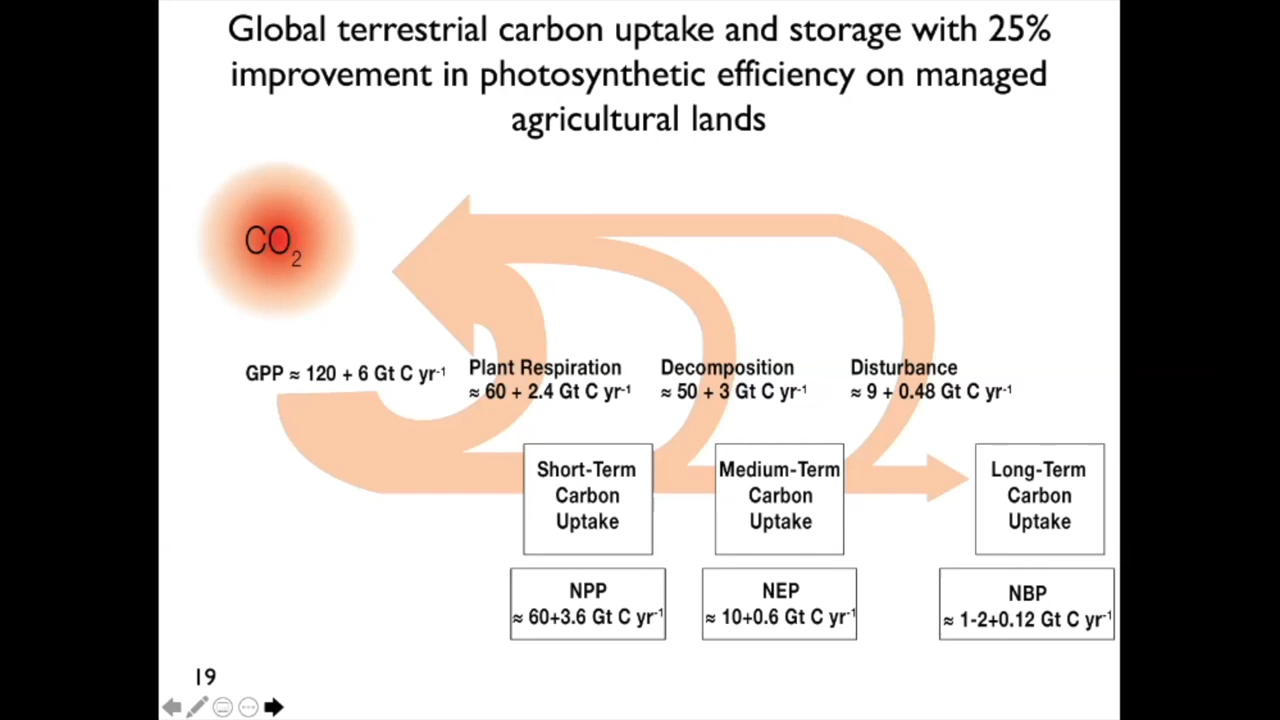 Global terrestrial carbon uptake and storage with 25%
improvement in photosynthetic efficiency on managed
agricultural lands
CO₂
GPP ≈ 120 + 6 Gt C yr⁻¹
Plant Respiration
≈ 60 + 2.4 Gt C yr⁻¹
Decomposition
≈ 50 + 3 Gt C yr⁻¹
Disturbance
≈ 9 + 0.48 Gt C yr⁻¹
Short-Term
Carbon
Uptake
Medium-Term
Carbon
Uptake
Long-Term
Carbon
Uptake
NPP
≈ 60+3.6 Gt C yr⁻¹
NEP
≈ 10+0.6 Gt C yr⁻¹
NBP
≈ 1-2+0.12 Gt C yr⁻¹
19